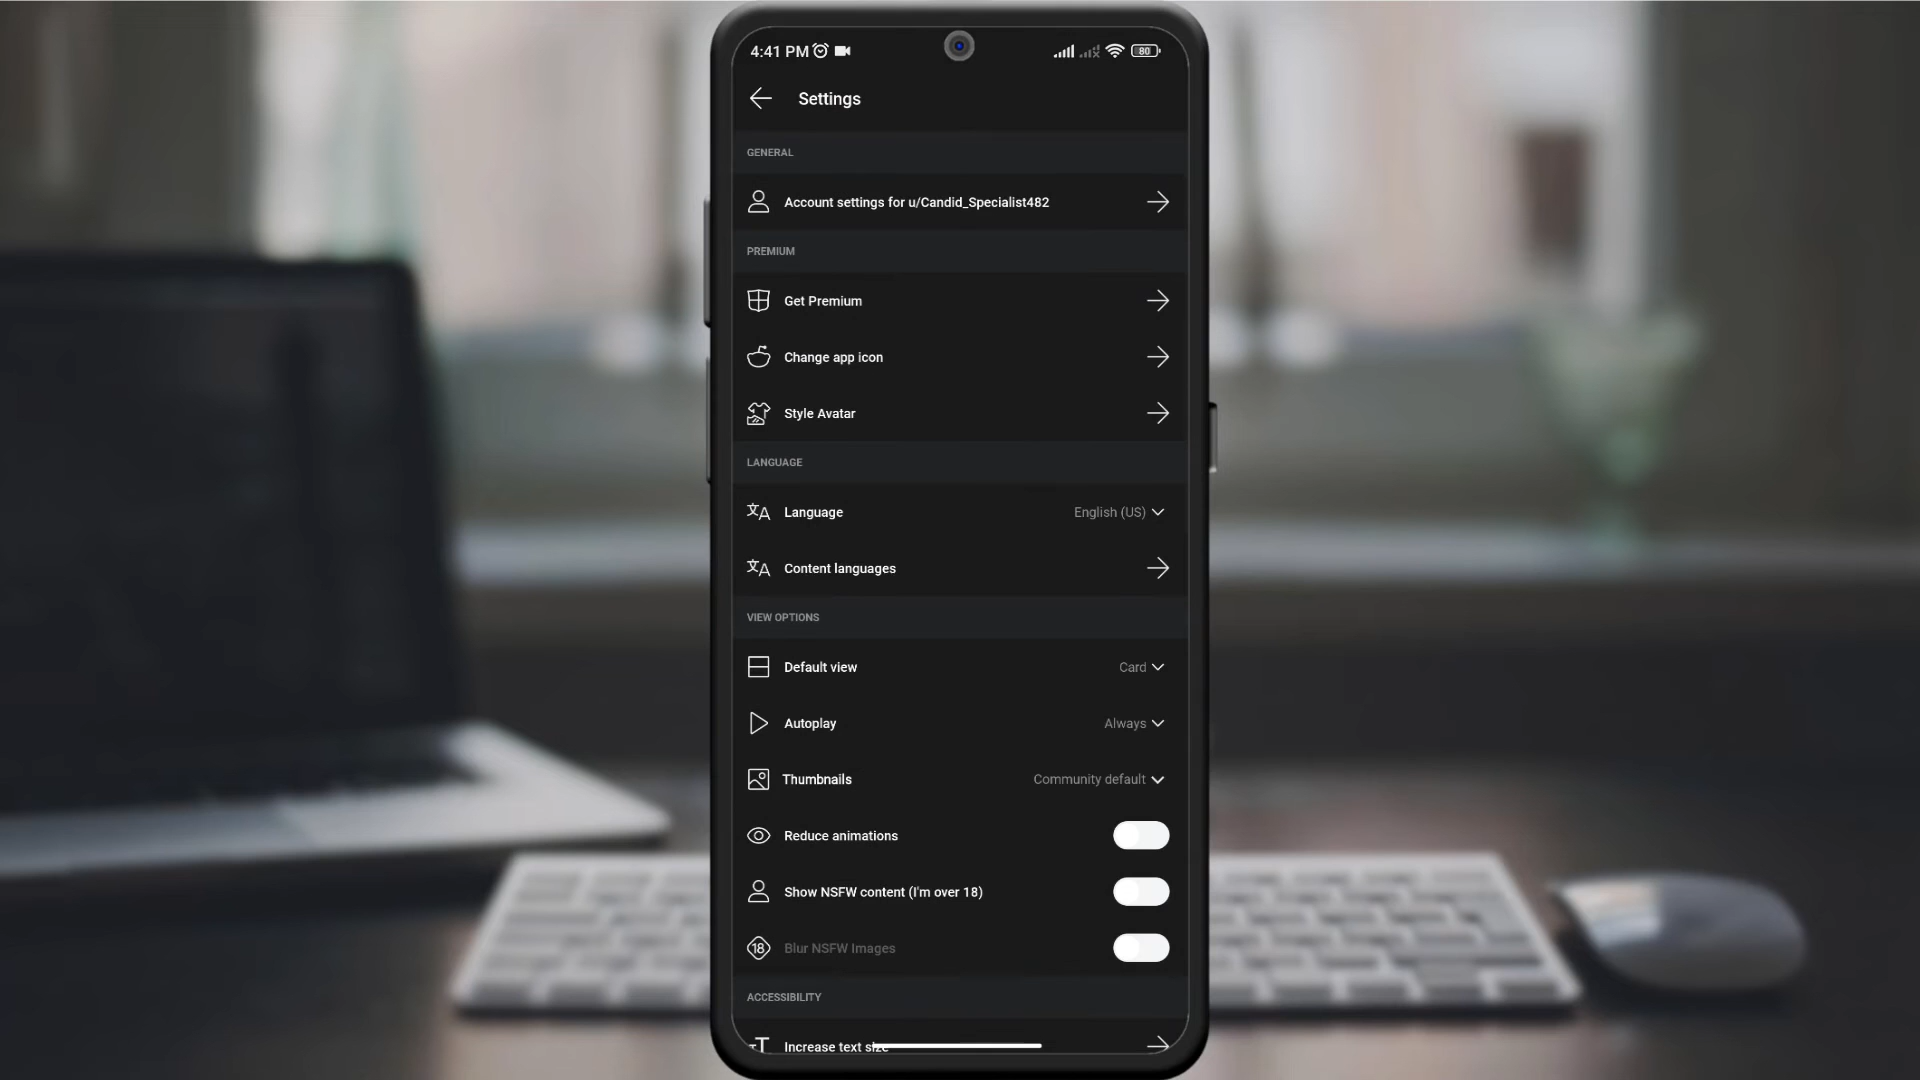 4:41 PM
80
Settings
GENERAL
Account settings for u/Candid_Specialist482
PREMIUM
Get Premium
Change app icon
Style Avatar
LANGUAGE
Language English (US)
Content languages
VIEW OPTIONS
Default view Card
Autoplay Always
Thumbnails Community default
Reduce animations
Show NSFW content (I'm over 18)
18 Blur NSFW Images
ACCESSIBILITY
Increase text size